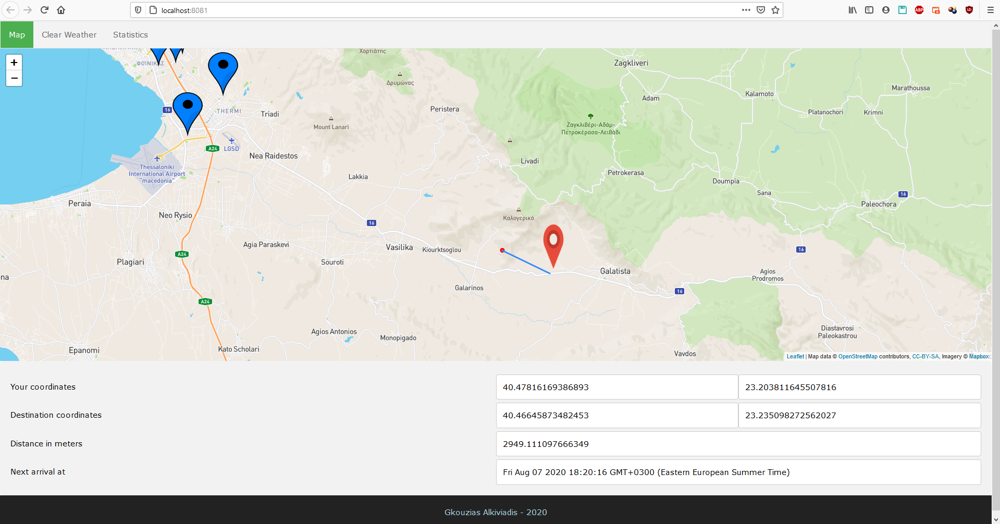 localhost:8081
ABP
Map
Clear Weather
Statistics
+
−
ΦΟΙΝΙΚΑΣ
Χορτιάτης
Zagkliveri
Δρυμώνας
Marathoussa
Adam
Kalamoto
16
THERMI
Triadi
Peristera
Platanochori
Krimni
Mount Lanari
Ζαγκλιβέρι-Αδάμ-
Πετροκέρασα-Λειβάδι
A24
LGSD
Nea Raidestos
Livadi
Thessaloniki
International Airport
"macedonia"
Lakkia
Petrokerasa
Doumpia
Sana
16
Peraia
Paleochora
Neo Rysio
Καλογερικό
16
Agia Paraskevi
Vasilika
Kiourktsoglou
16
A24
Plagiari
Souroti
Galatista
Agios
Prodromos
na
Galarinos
16
A24
Agios Antonios
Monopigado
Diastavrosi
Paleokastrou
Epanomi
Kato Scholari
Vavdos
Leaflet | Map data © OpenStreetMap contributors, CC-BY-SA, Imagery © Mapbox
Your coordinates
40.47816169386893
23.203811645507816
Destination coordinates
40.46645873482453
23.235098272562027
Distance in meters
2949.111097666349
Next arrival at
Fri Aug 07 2020 18:20:16 GMT+0300 (Eastern European Summer Time)
Gkouzias Alkiviadis - 2020